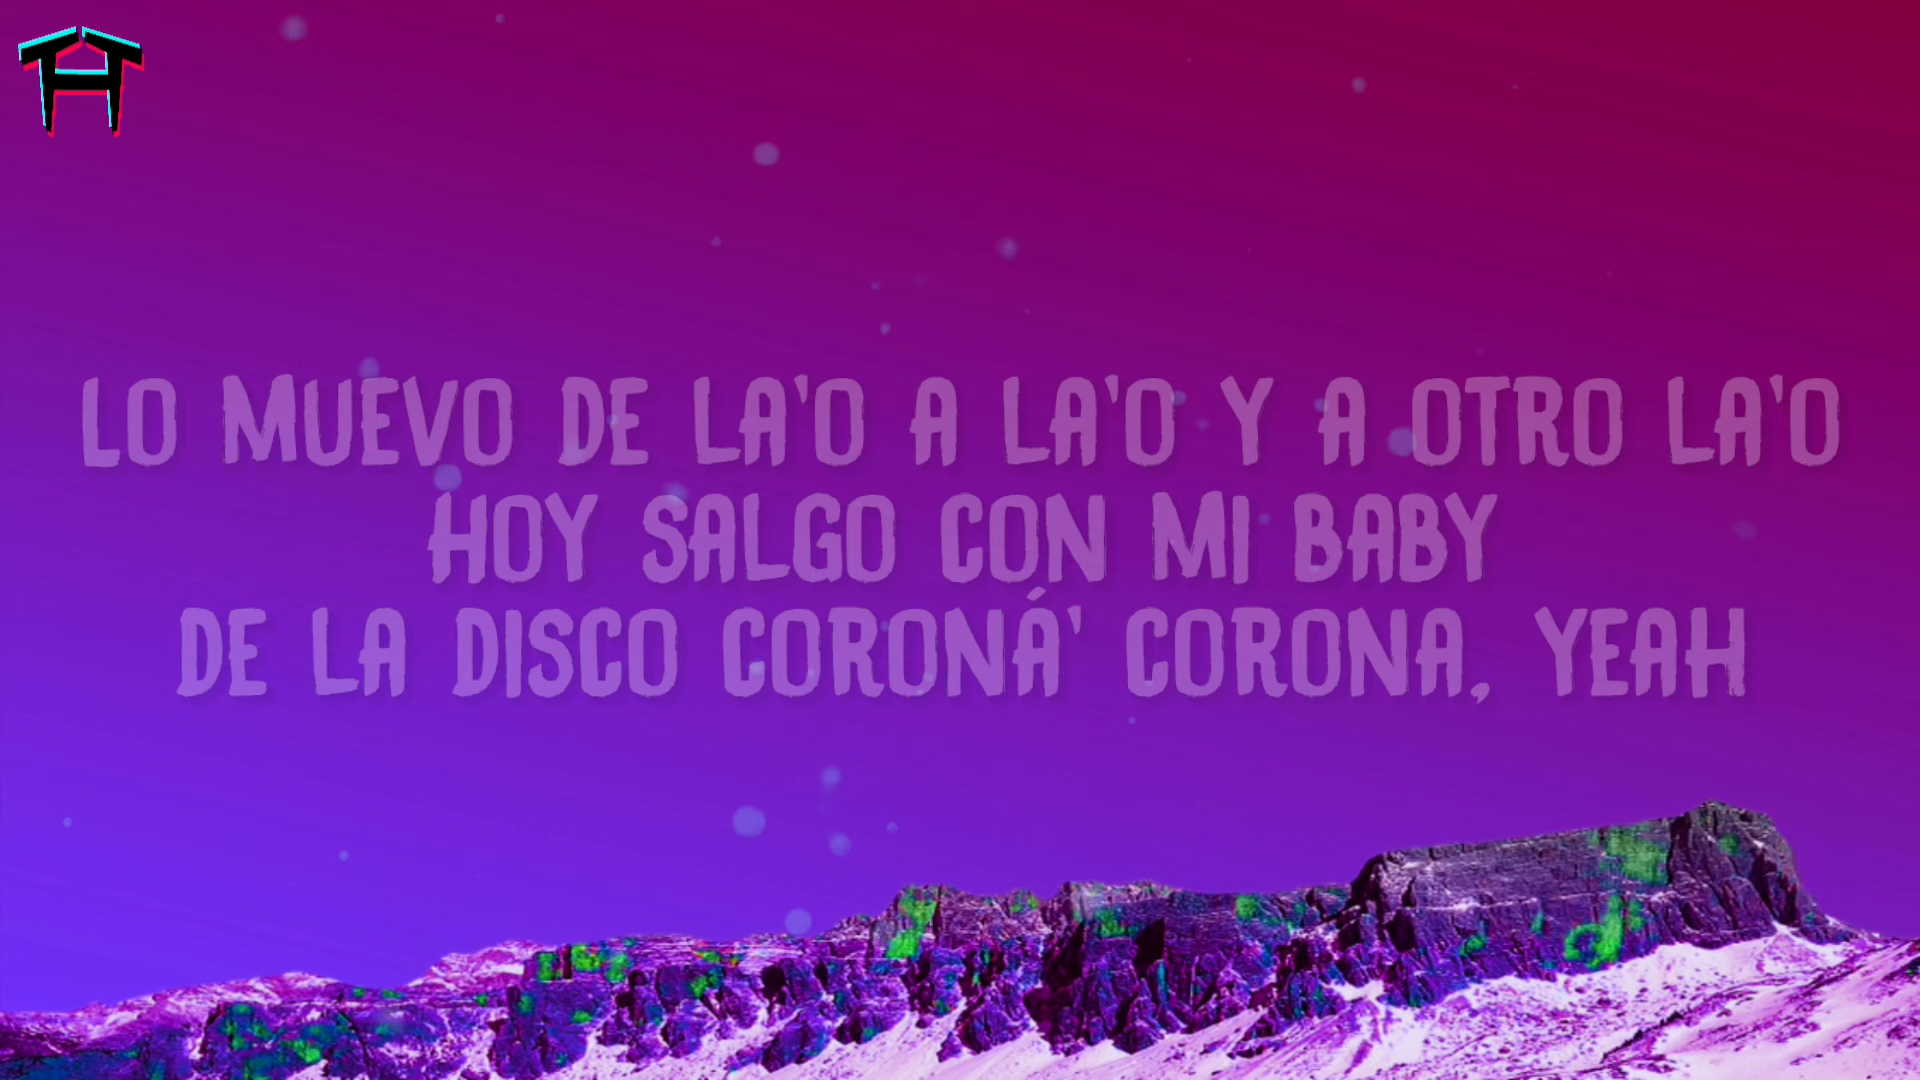 LO MUEVO DE LA'O A LA'O Y A OTRO LA'O
HOY SALGO CON MI BABY
DE LA DISCO CORONÁ' CORONA, YEAH